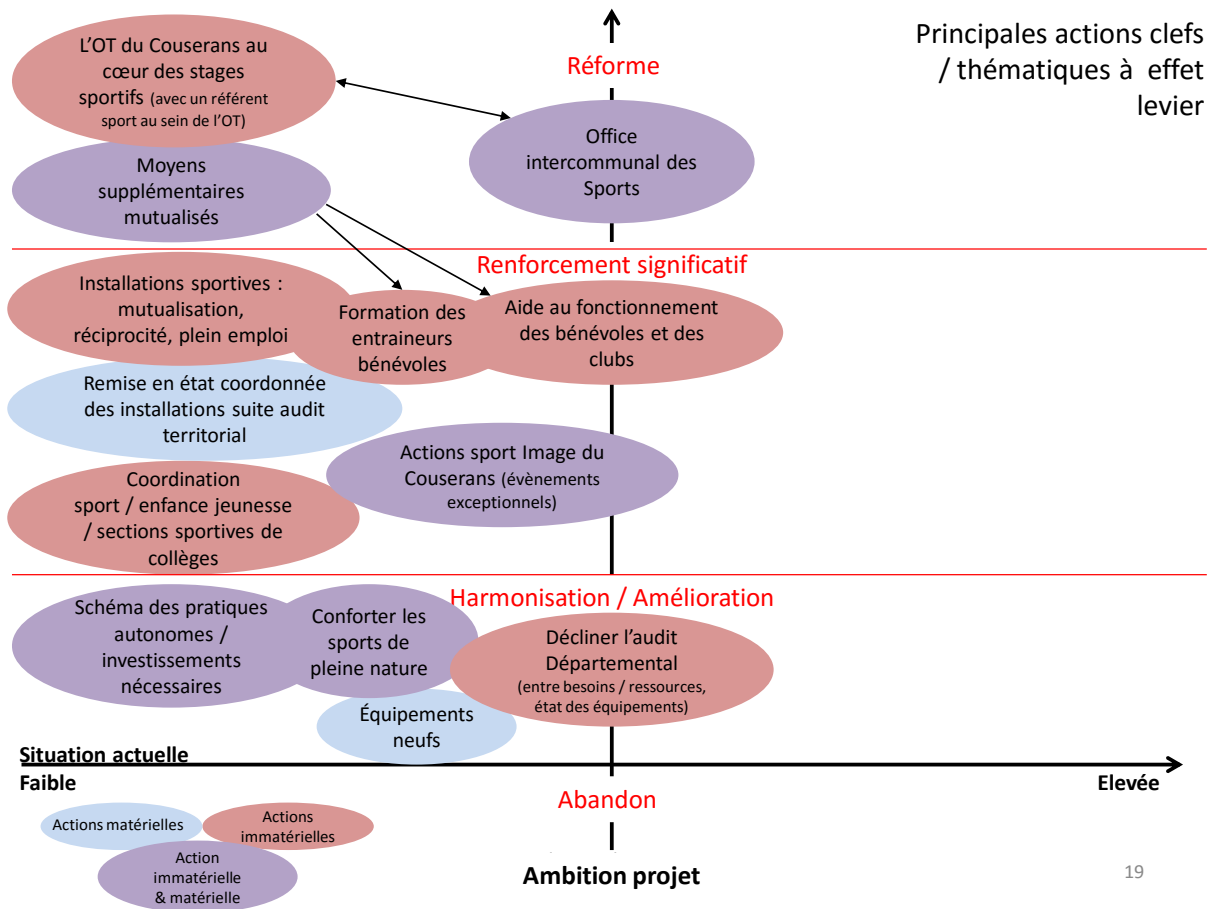 Principales actions clefs
/ thématiques à effet
levier
Réforme
L'OT du Couserans au
cœur des stages
sportifs (avec un référent
sport au sein de l'OT)
Office
intercommunal des
Sports
Moyens
supplémentaires
mutualisés
Renforcement significatif
Installations sportives :
mutualisation,
réciprocité, plein emploi
Formation des
entraineurs
bénévoles
Aide au fonctionnement
des bénévoles et des
clubs
Remise en état coordonnée
des installations suite audit
territorial
Actions sport Image du
Couserans (évènements
exceptionnels)
Coordination
sport / enfance jeunesse
/ sections sportives de
collèges
Harmonisation / Amélioration
Schéma des pratiques
autonomes /
investissements
nécessaires
Conforter les
sports de
pleine nature
Décliner l'audit
Départemental
(entre besoins / ressources,
état des équipements)
Équipements
neufs
Situation actuelle
Faible
Elevée
Abandon
Actions matérielles
Actions
immatérielles
Action
immatérielle
& matérielle
Ambition projet
19